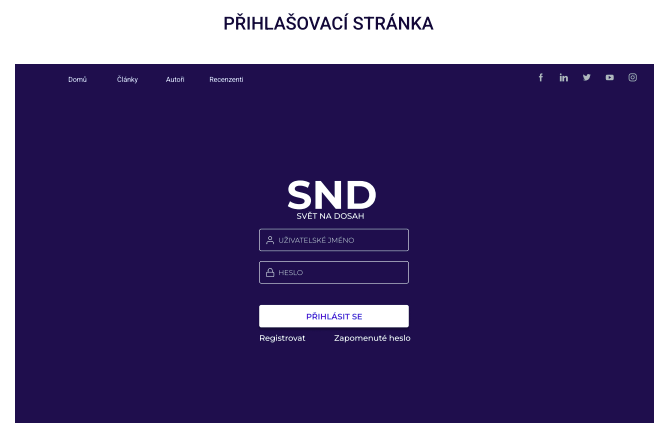 PŘIHLAŠOVACÍ STRÁNKA
Domů Články Autoři Recenzenti
SND
SVĚT NA DOSAH
UŽIVATELSKÉ JMÉNO
HESLO
PŘIHLÁSIT SE
Registrovat Zapomenuté heslo